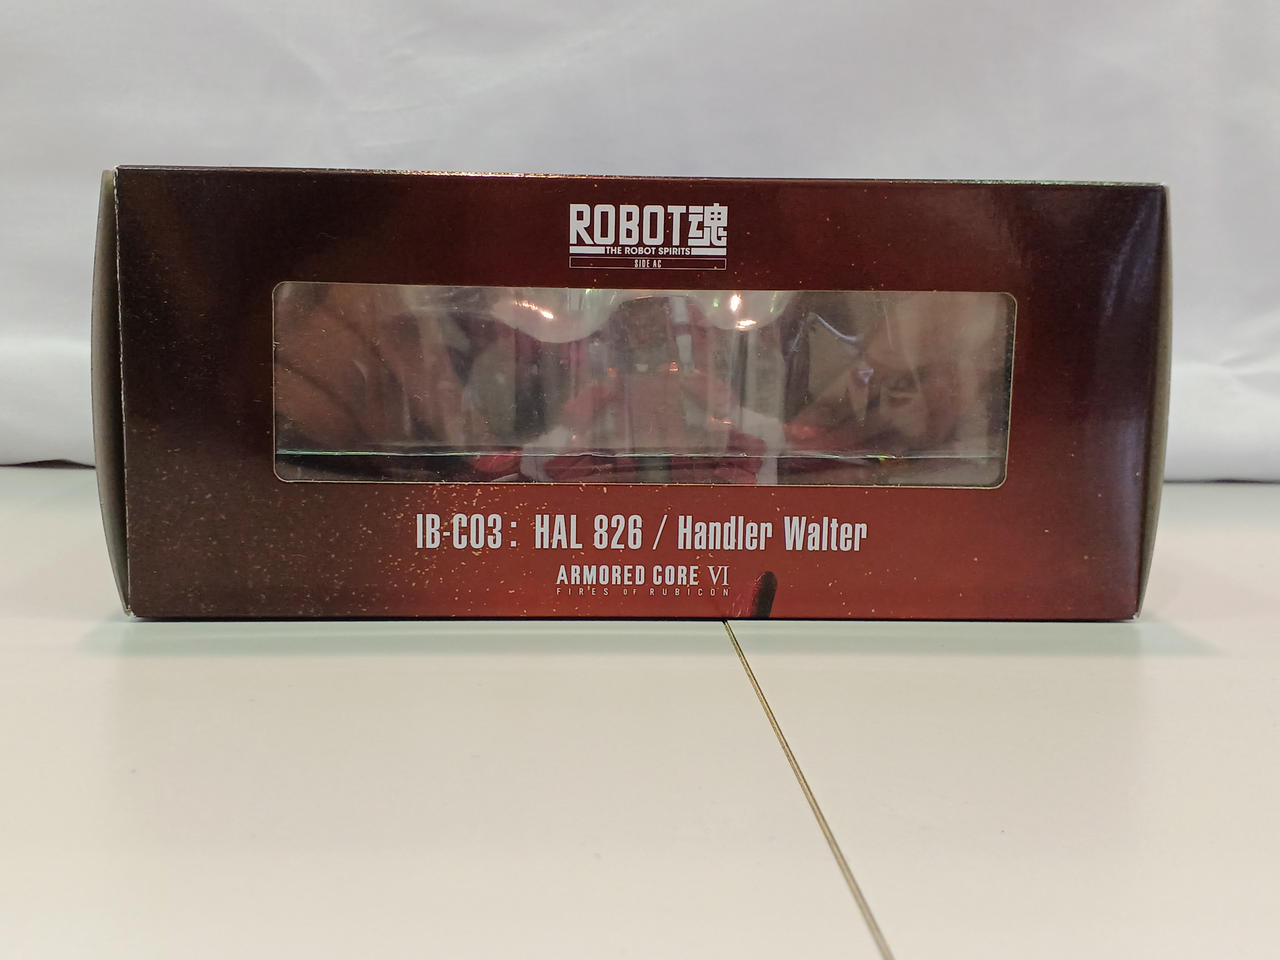 ROBOT魂
THE ROBOT SPIRITS
SIDE AC
IB-C03: HAL 826 / Handler Walter
ARMORED CORE VI
FIRES OF RUBICON